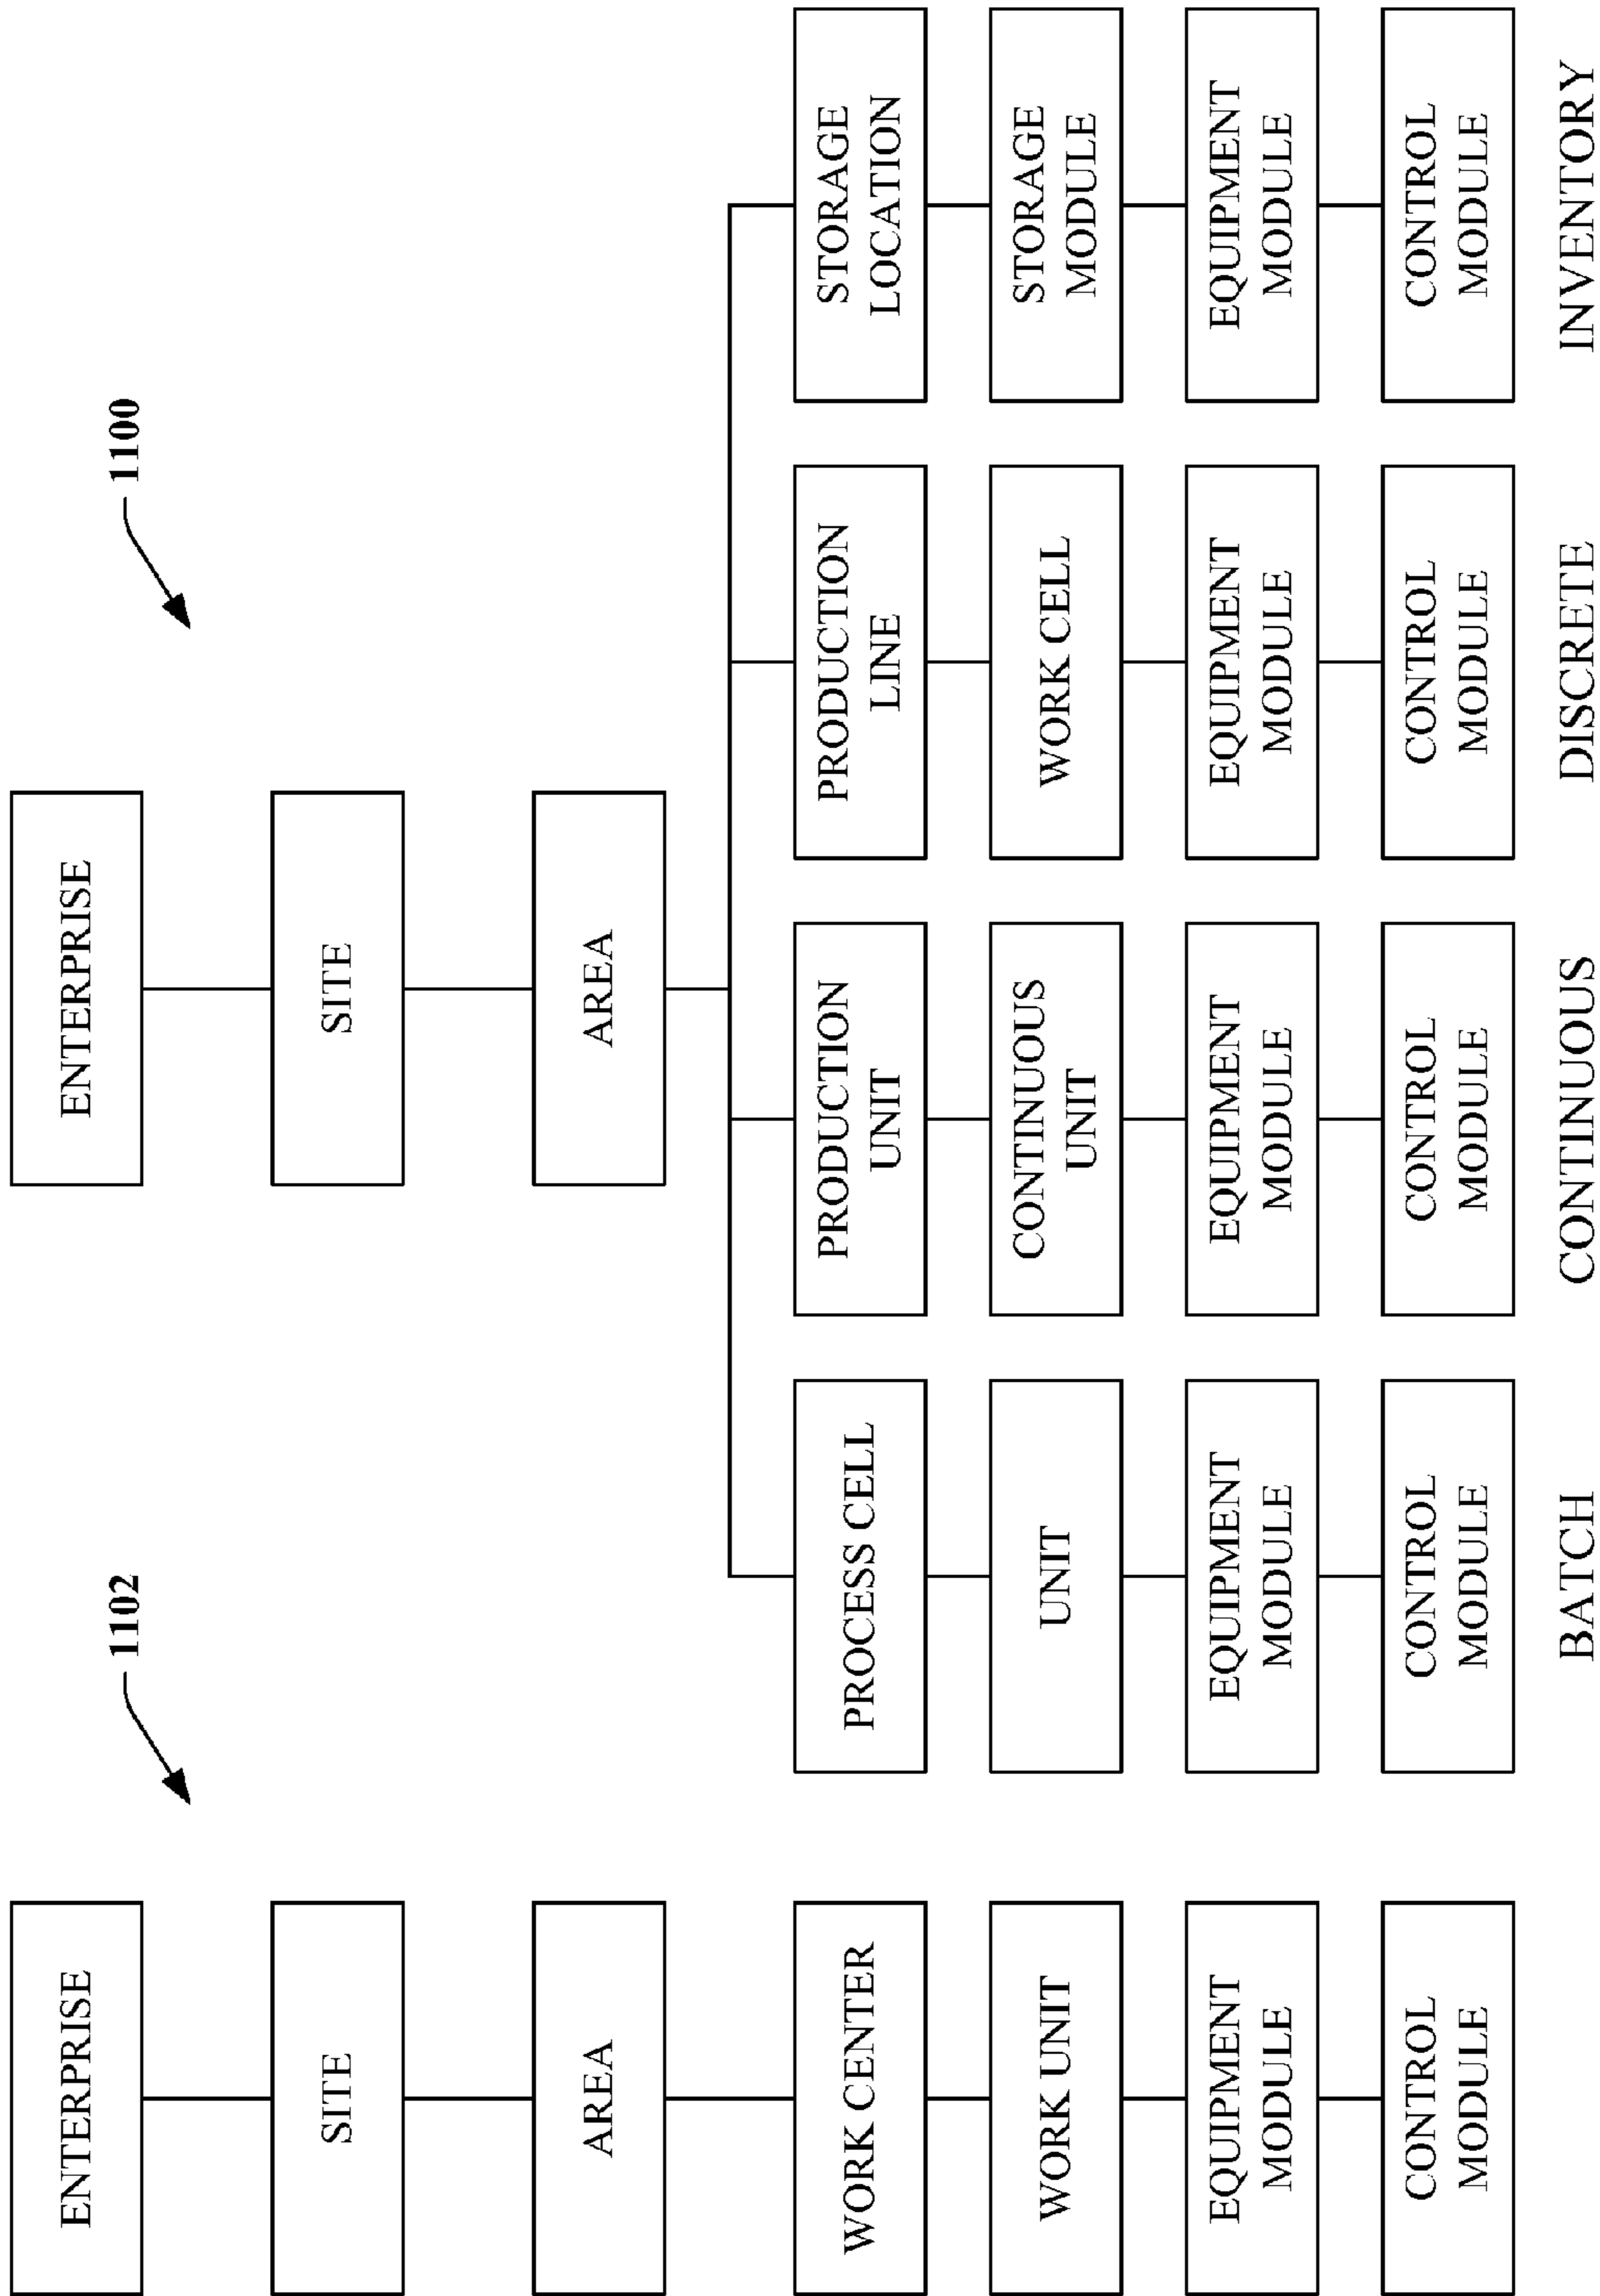 1102
ENTERPRISE
SITE
AREA
WORK CENTER
WORK UNIT
EQUIPMENT
MODULE
CONTROL
MODULE
1100
ENTERPRISE
SITE
AREA
PROCESS CELL
UNIT
EQUIPMENT
MODULE
CONTROL
MODULE
BATCH
PRODUCTION
UNIT
CONTINUOUS
UNIT
EQUIPMENT
MODULE
CONTROL
MODULE
CONTINUOUS
PRODUCTION
LINE
WORK CELL
EQUIPMENT
MODULE
CONTROL
MODULE
DISCRETE
STORAGE
LOCATION
STORAGE
MODULE
EQUIPMENT
MODULE
CONTROL
MODULE
INVENTORY